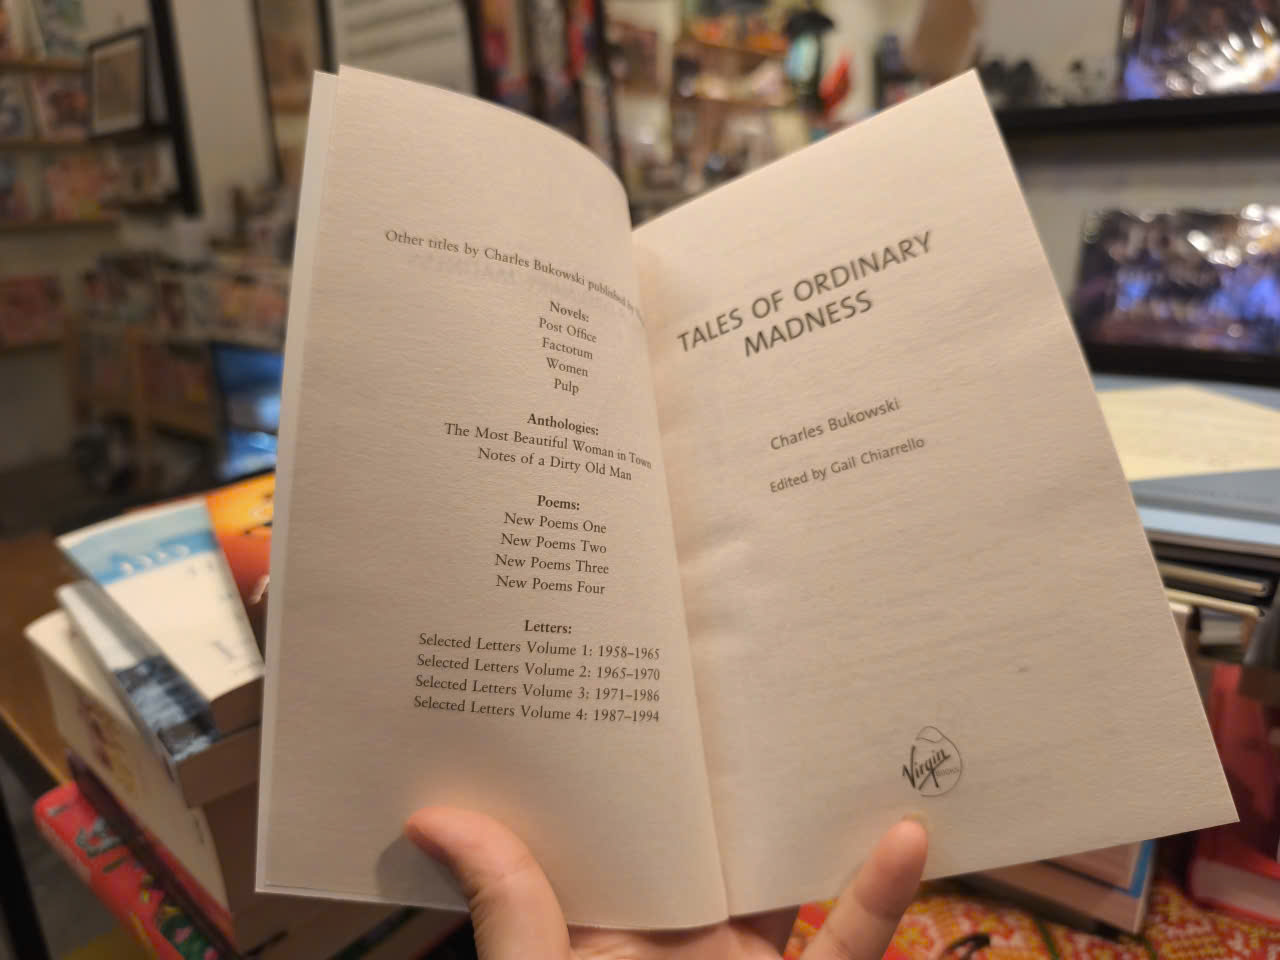 Other titles by Charles Bukowski published by
Novels:
Post Office
Factotum
Women
Pulp
Anthologies:
The Most Beautiful Woman in Town
Notes of a Dirty Old Man
Poems:
New Poems One
New Poems Two
New Poems Three
New Poems Four
Letters:
Selected Letters Volume 1: 1958–1965
Selected Letters Volume 2: 1965–1970
Selected Letters Volume 3: 1971–1986
Selected Letters Volume 4: 1987–1994
TALES OF ORDINARY
MADNESS
Charles Bukowski
Edited by Gail Chiarrello
Virgin
BOOKS